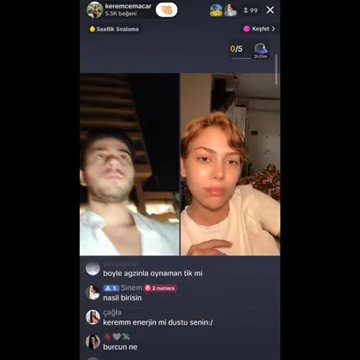 keremcemacar
5.5K beğeni
99
Saatlik Sıralama
Keşfet >
0/5
boyle agzinla oynaman tik mi
5 Sinem 2 numara
nasil birisin
çağla
keremm enerjin mi dustu senin:/
burcun ne